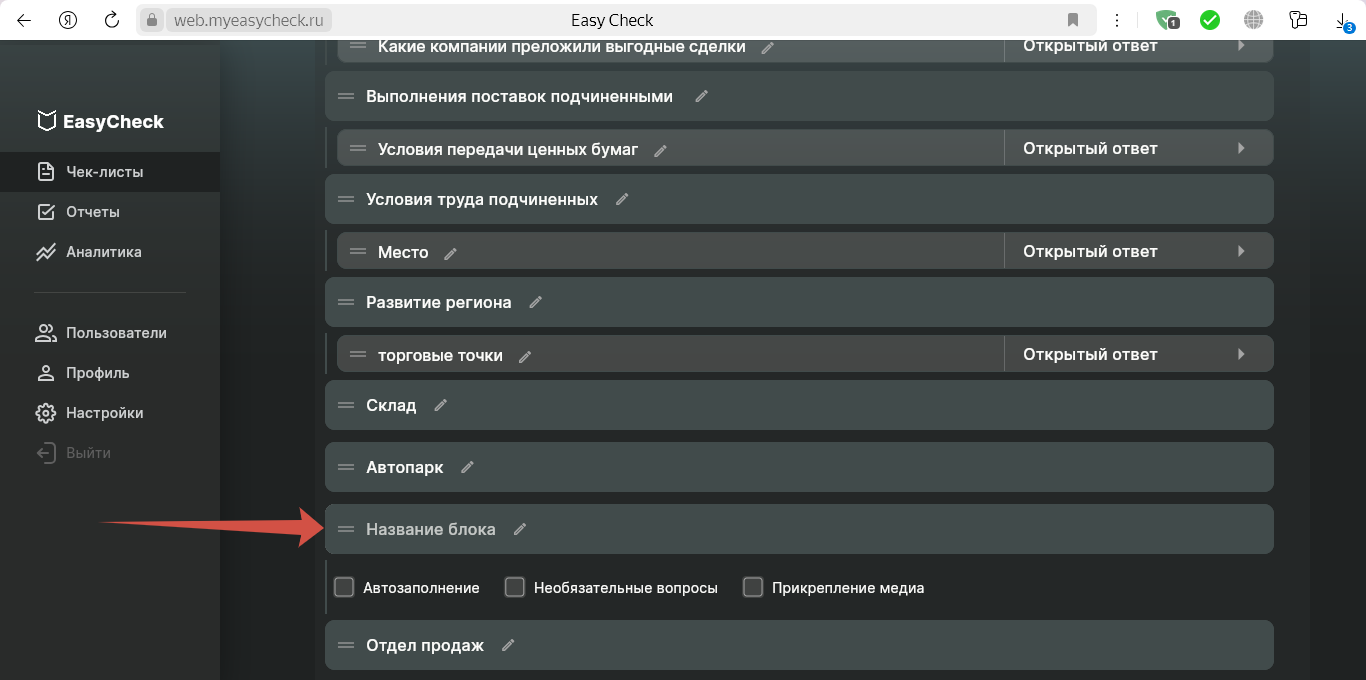 web.myeasycheck.ru
Easy Check
1
3
Какие компании преложили выгодные сделки
Открытый ответ
Выполнения поставок подчиненными
EasyCheck
Условия передачи ценных бумаг
Открытый ответ
Чек-листы
Условия труда подчиненных
Отчеты
Место
Открытый ответ
Аналитика
Развитие региона
Пользователи
торговые точки
Открытый ответ
Профиль
Склад
Настройки
Выйти
Автопарк
Название блока
Автозаполнение
Необязательные вопросы
Прикрепление медиа
Отдел продаж